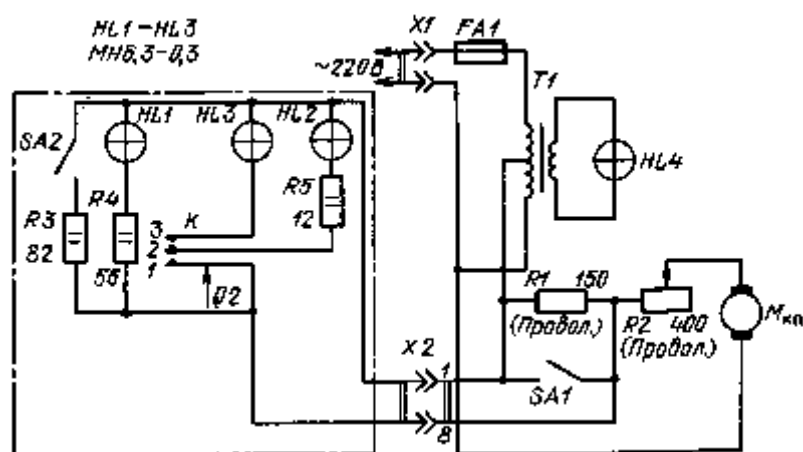 HL1-HL3
МН6,3-0,3
X1
FA1
~220В
T1
HL4
SA2
HL1
HL3
HL2
R3
82
R4
56
R5
12
K
3
2
1
Q2
R1
150
(Провол.)
R2
400
(Провол.)
Mкп
X2
1
8
SA1